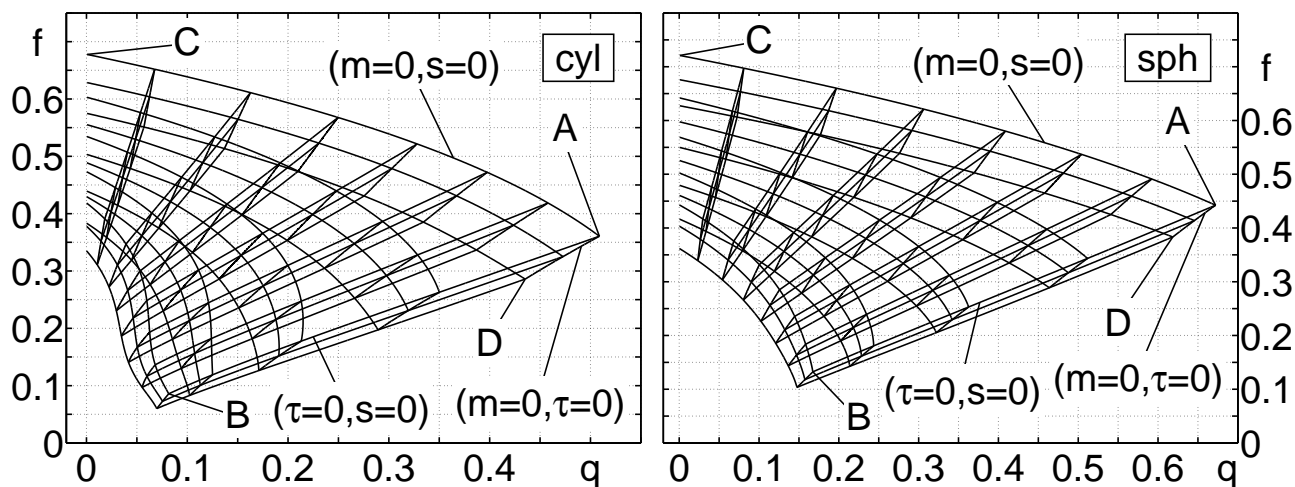 f
C
cyl
(m=0,s=0)
A
0.6
0.5
0.4
0.3
0.2
0.1
0
D
B
(τ=0,s=0)
(m=0,τ=0)
0 0.1 0.2 0.3 0.4 q
C
sph
f
(m=0,s=0)
A
0.6
0.5
0.4
0.3
0.2
0.1
0
D
B
(τ=0,s=0)
(m=0,τ=0)
0 0.1 0.2 0.3 0.4 0.5 0.6 q